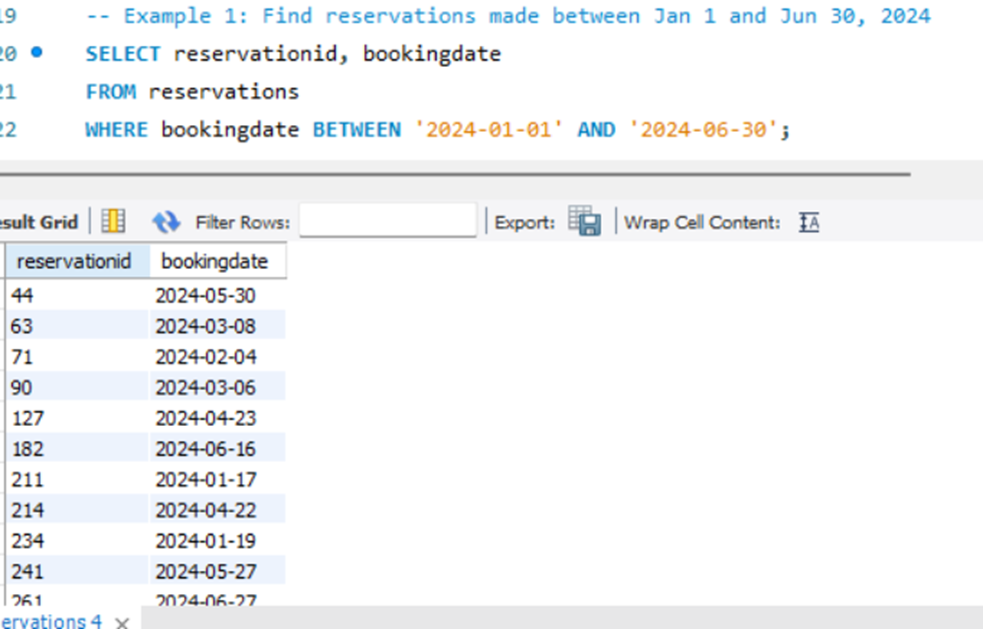 19 -- Example 1: Find reservations made between Jan 1 and Jun 30, 2024
20 SELECT reservationid, bookingdate
21 FROM reservations
22 WHERE bookingdate BETWEEN '2024-01-01' AND '2024-06-30';
esult Grid Filter Rows: Export: Wrap Cell Content: IA
reservationid bookingdate
44 2024-05-30
63 2024-03-08
71 2024-02-04
90 2024-03-06
127 2024-04-23
182 2024-06-16
211 2024-01-17
214 2024-04-22
234 2024-01-19
241 2024-05-27
261 2024-06-27
ervations 4